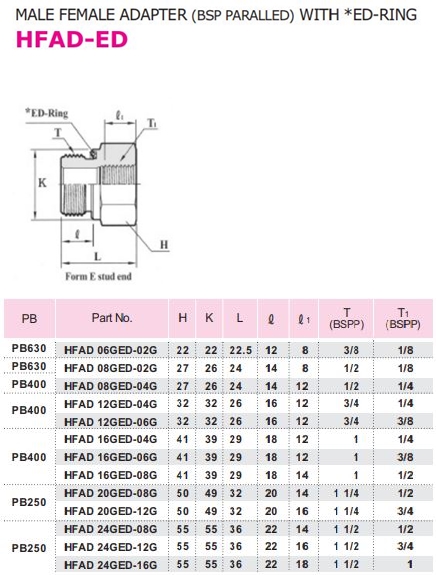 MALE FEMALE ADAPTER (BSP PARALLED) WITH *ED-RING
HFAD-ED
*ED-Ring
ℓ1
T1
T
K
H
ℓ
L
Form E stud end
PB Part No. H K L ℓ ℓ1 T (BSPP) T1 (BSPP)
PB630 HFAD 06GED-02G 22 22 22.5 12 8 3/8 1/8
PB630 HFAD 08GED-02G 27 26 24 14 8 1/2 1/8
PB400 HFAD 08GED-04G 27 26 24 14 12 1/2 1/4
PB400 HFAD 12GED-04G 32 32 26 16 12 3/4 1/4
HFAD 12GED-06G 32 32 26 16 12 3/4 3/8
PB400 HFAD 16GED-04G 41 39 29 18 12 1 1/4
HFAD 16GED-06G 41 39 29 18 12 1 3/8
HFAD 16GED-08G 41 39 29 18 14 1 1/2
PB250 HFAD 20GED-08G 50 49 32 20 14 1 1/4 1/2
HFAD 20GED-12G 50 49 32 20 16 1 1/4 3/4
PB250 HFAD 24GED-08G 55 55 36 22 14 1 1/2 1/2
HFAD 24GED-12G 55 55 36 22 16 1 1/2 3/4
HFAD 24GED-16G 55 55 36 22 18 1 1/2 1